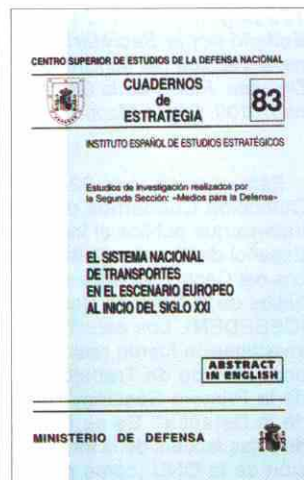 CENTRO SUPERIOR DE ESTUDIOS DE LA DEFENSA NACIONAL
CUADERNOS
de
ESTRATEGIA
83
INSTITUTO ESPAÑOL DE ESTUDIOS ESTRATÉGICOS
Estudios de investigación realizados por
la Segunda Sección: «Medios para la Defensa»
EL SISTEMA NACIONAL
DE TRANSPORTES
EN EL ESCENARIO EUROPEO
AL INICIO DEL SIGLO XXI
ABSTRACT
IN ENGLISH
MINISTERIO DE DEFENSA